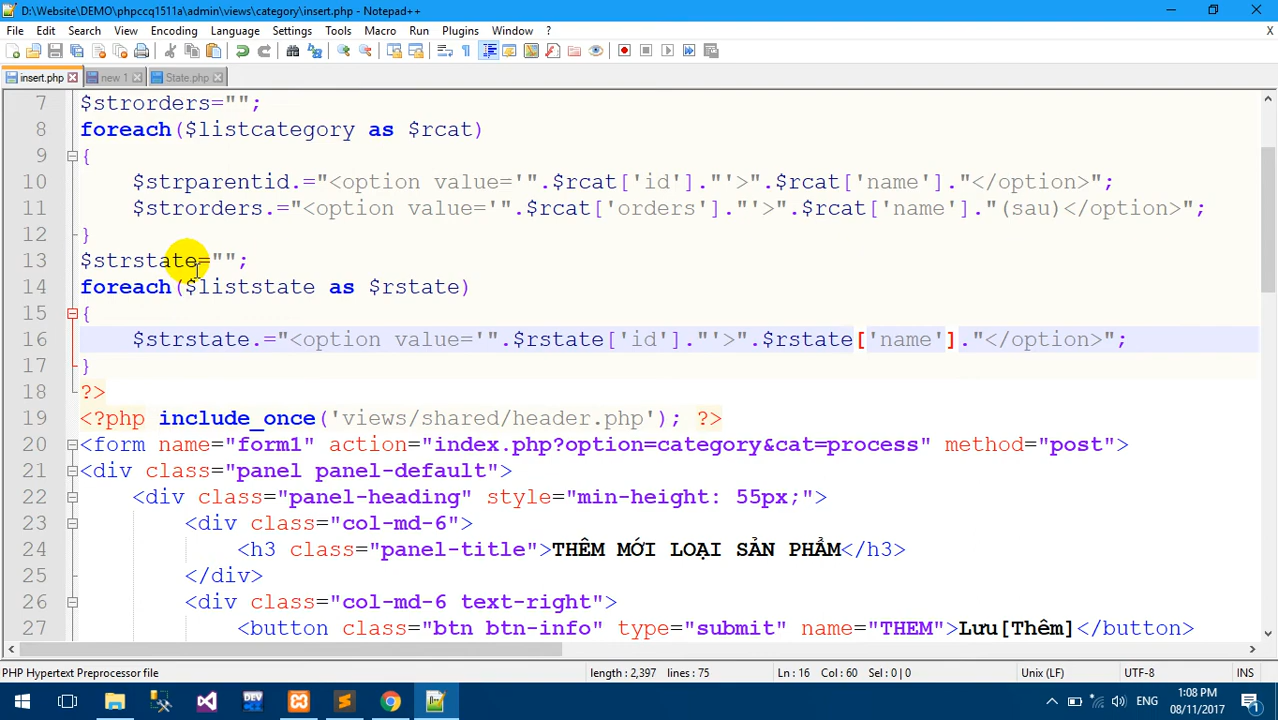 D:\Website\DEMO\phpccq1511a\admin\views\category\insert.php - Notepad++
File Edit Search View Encoding Language Settings Tools Macro Run Plugins Window ? X
insert.php new 1 State.php
7 $strorders="";
8 foreach($listcategory as $rcat)
9 {
10 $strparentid.="<option value='".$rcat['id']."'>".$rcat['name']."</option>";
11 $strorders.="<option value='".$rcat['orders']."'>".$rcat['name']."(sau)</option>";
12 }
13 $strstate="";
14 foreach($liststate as $rstate)
15 {
16 $strstate.="<option value='".$rstate['id']."'>".$rstate['name']."</option>";
17 }
18 ?>
19 <?php include_once('views/shared/header.php'); ?>
20 <form name="form1" action="index.php?option=category&cat=process" method="post">
21 <div class="panel panel-default">
22 <div class="panel-heading" style="min-height: 55px;">
23 <div class="col-md-6">
24 <h3 class="panel-title">THÊM MỚI LOẠI SẢN PHẨM</h3>
25 </div>
26 <div class="col-md-6 text-right">
27 <button class="btn btn-info" type="submit" name="THEM">Lưu[Thêm]</button>
PHP Hypertext Preprocessor file length : 2,397 lines : 75 Ln : 16 Col : 60 Sel : 0 | 0 Unix (LF) UTF-8 INS
ENG
1:08 PM
08/11/2017